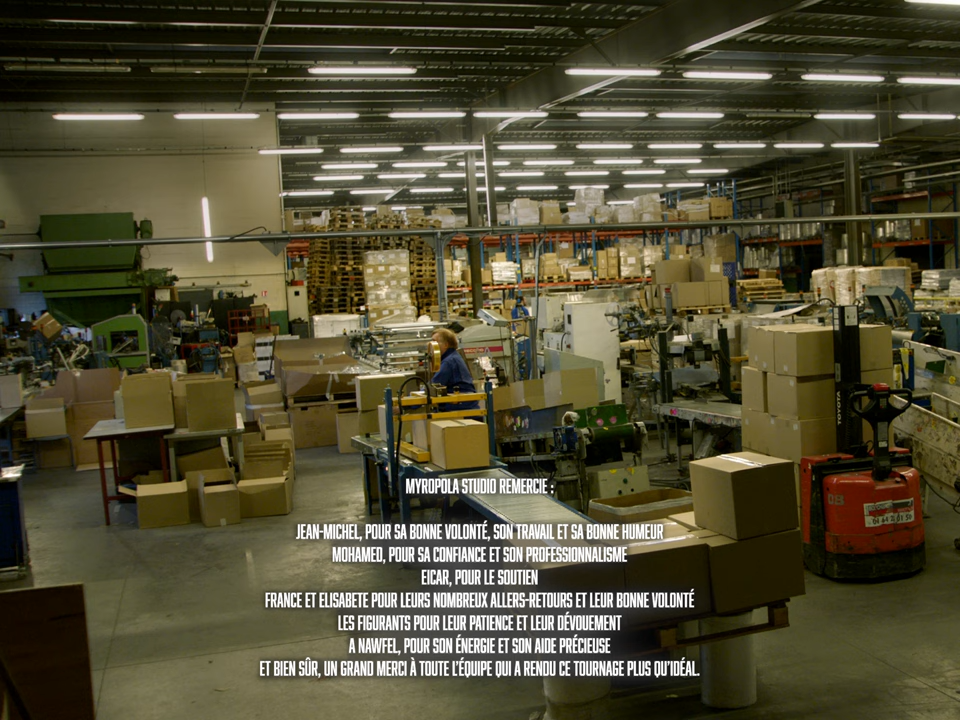 MYROPOLA STUDIO REMERCIE :
JEAN-MICHEL, POUR SA BONNE VOLONTÉ, SON TRAVAIL ET SA BONNE HUMEUR
MOHAMED, POUR SA CONFIANCE ET SON PROFESSIONNALISME
EICAR, POUR LE SOUTIEN
FRANCE ET ELISABETE POUR LEURS NOMBREUX ALLERS-RETOURS ET LEUR BONNE VOLONTÉ
LES FIGURANTS POUR LEUR PATIENCE ET LEUR DÉVOUEMENT
A NAWFEL, POUR SON ÉNERGIE ET SON AIDE PRÉCIEUSE
ET BIEN SÛR, UN GRAND MERCI À TOUTE L'ÉQUIPE QUI A RENDU CE TOURNAGE PLUS QU'IDÉAL.
TOYOTA